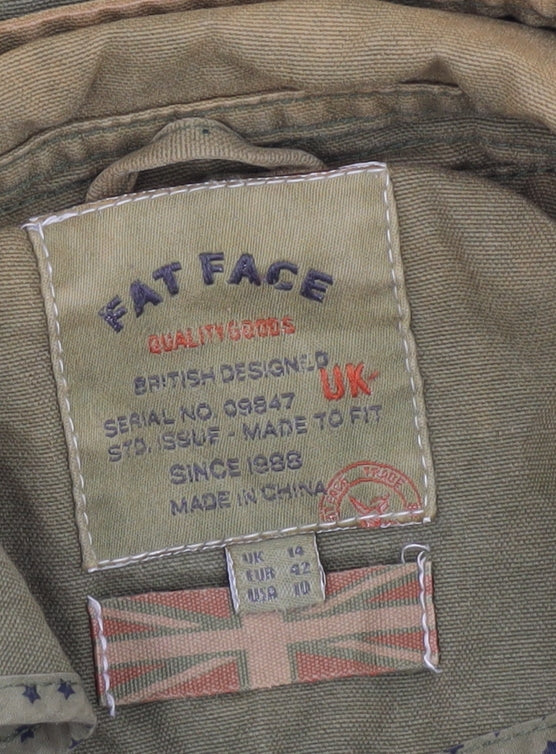 FAT FACE
QUALITY GOODS
BRITISH DESIGNED
UK
SERIAL NO. 09847
STD. ISSUE - MADE TO FIT
SINCE 1988
MADE IN CHINA
TRADE
UK 14
EUR 42
USA 10